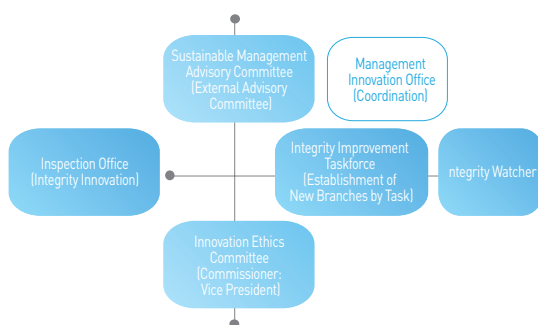 Sustainable Management
Advisory Committee
(External Advisory
Committee)
Management
Innovation Office
(Coordination)
Inspection Office
(Integrity Innovation)
Integrity Improvement
Taskforce
(Establishment of
New Branches by Task)
ntegrity Watcher
Innovation Ethics
Committee
(Commissioner:
Vice President)